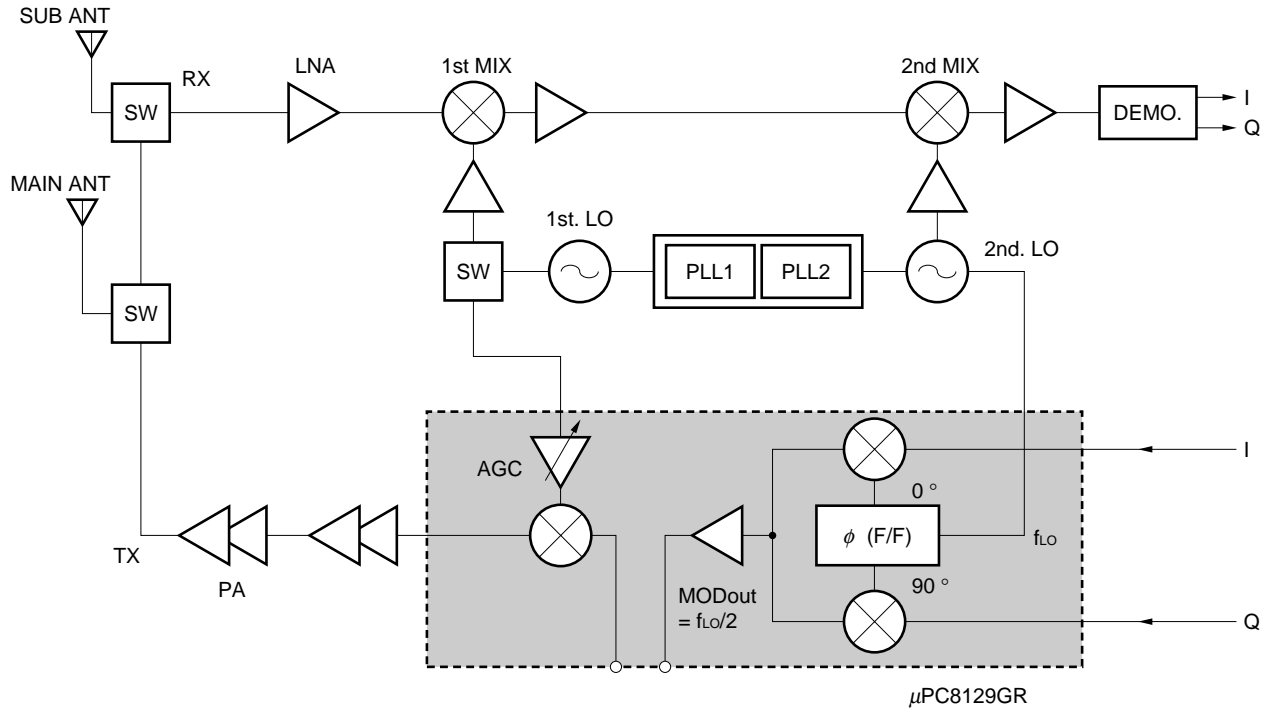 SUB ANT
RX
LNA
1st MIX
2nd MIX
SW
DEMO.
I
Q
MAIN ANT
1st. LO
2nd. LO
SW
PLL1
PLL2
SW
AGC
I
0 °
ϕ (F/F)
fLO
TX
PA
90 °
MODout
= fLO/2
Q
µPC8129GR